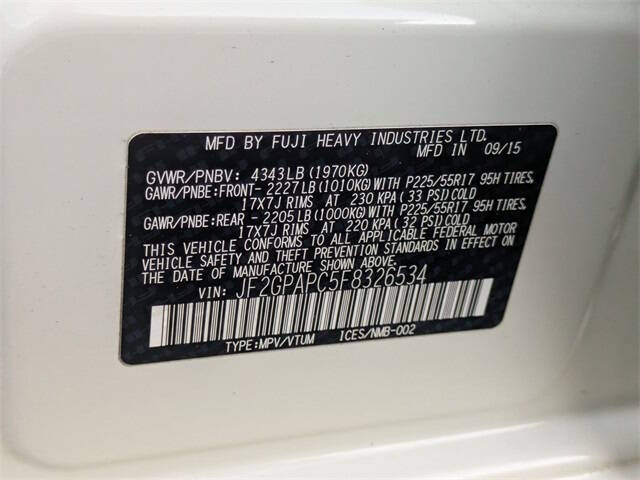 MFD BY FUJI HEAVY INDUSTRIES LTD.
MFD IN 09/15
GVWR/PNBV: 4343LB(1970KG)
GAWR/PNBE:FRONT- 2227LB(1010KG)WITH P225/55R17 95H TIRES,
17X7J RIMS AT 230 KPA(33 PSI)COLD
GAWR/PNBE:REAR - 2205LB(1000KG)WITH P225/55R17 95H TIRES,
17X7J RIMS AT 220 KPA(32 PSI)COLD
THIS VEHICLE CONFORMS TO ALL APPLICABLE FEDERAL MOTOR
VEHICLE SAFETY AND THEFT PREVENTION STANDARDS IN EFFECT ON
THE DATE OF MANUFACTURE SHOWN ABOVE.
VIN: JF2GPAPC5F8326534
TYPE:MPV/VTUM ICES/NMB-002